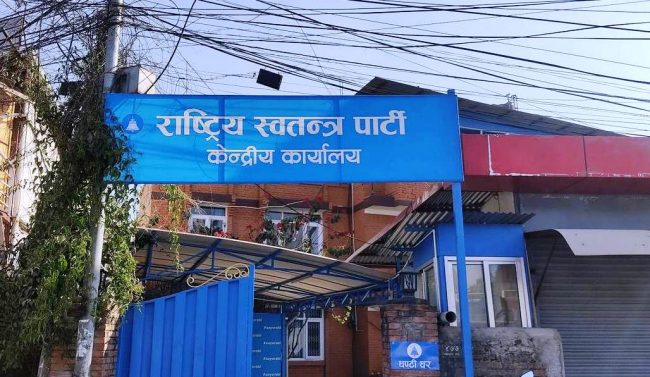 राष्ट्रिय स्वतन्त्र पार्टी
केन्द्रीय कार्यालय
घण्टी घर